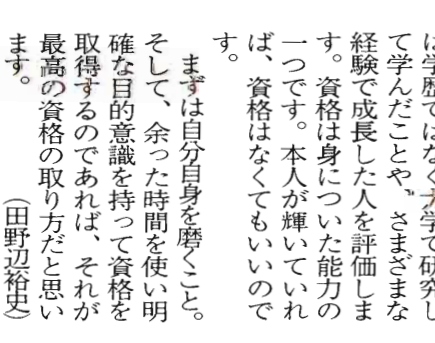 は学歴ではなく大学で研究し
て学んだことや、さまざまな
経験で成長した人を評価しま
す。資格は身についた能力の
一つです。本人が輝いていれ
ば、資格はなくてもいいので
す。
まずは自分自身を磨くこと。
そして、余った時間を使い明
確な目的意識を持って資格を
取得するのであれば、それが
最高の資格の取り方だと思い
ます。(田野辺裕史)